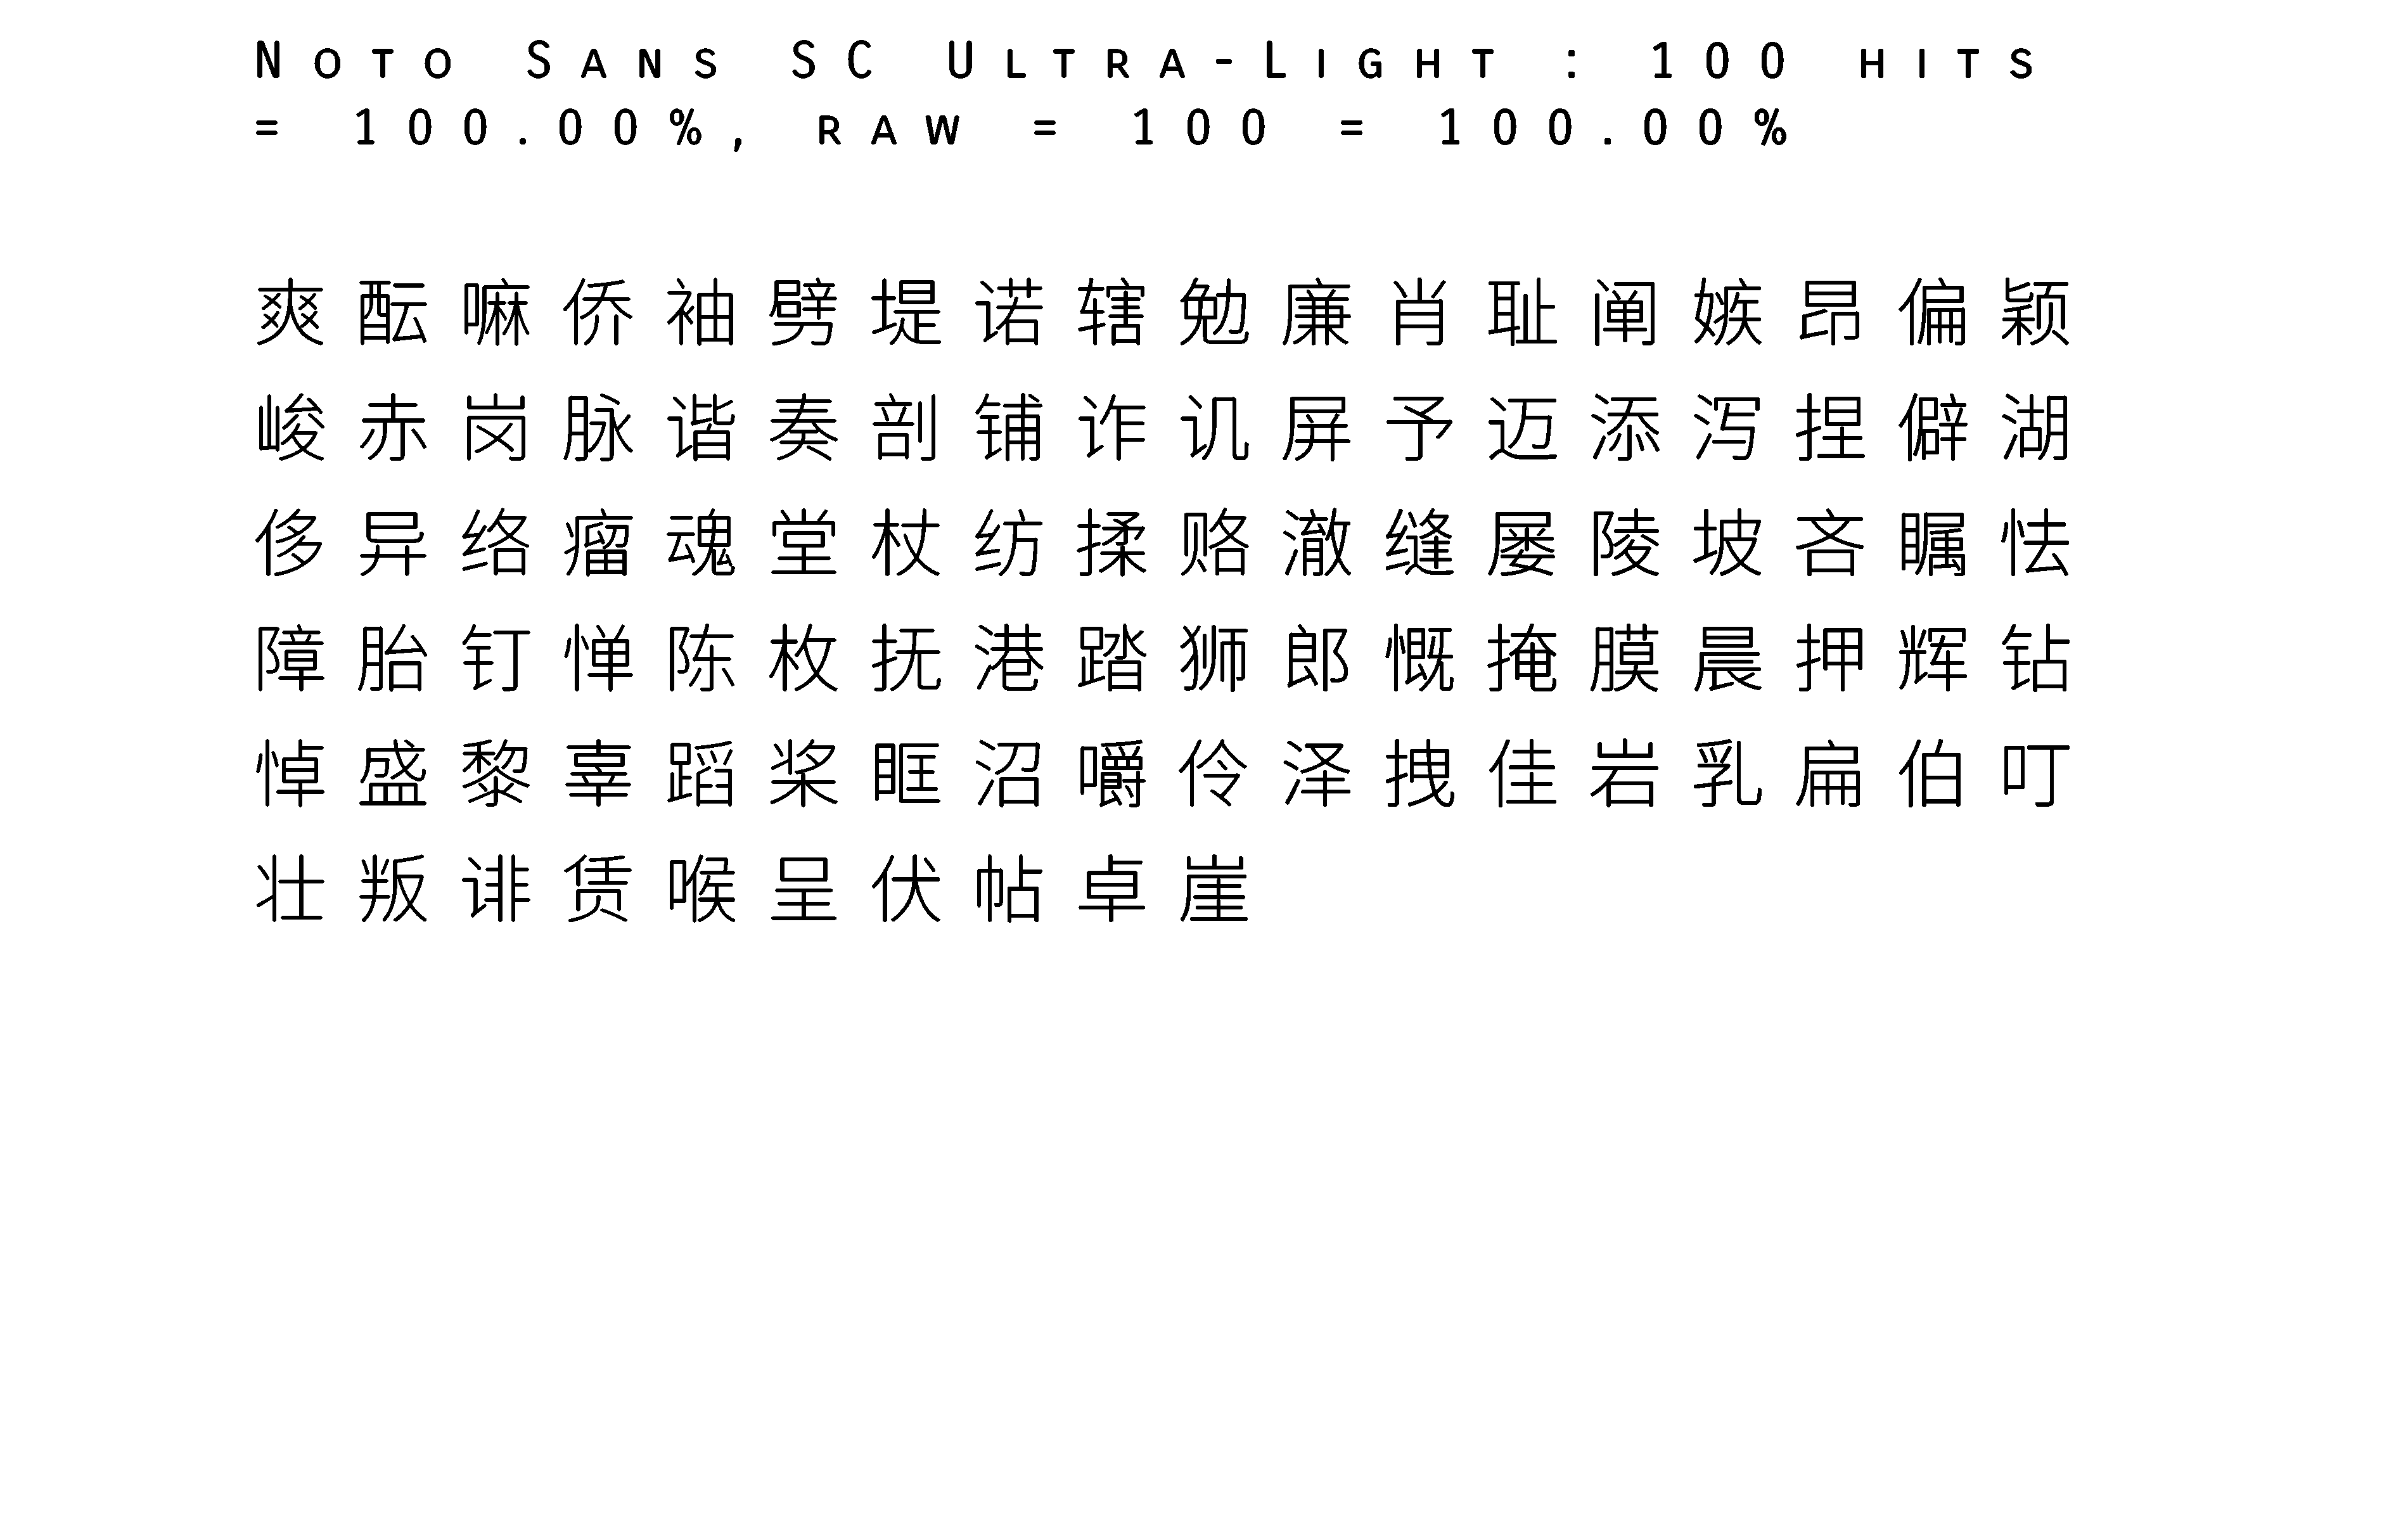 Noto Sans SC Ultra-Light : 100 hits
= 100.00%, raw = 100 = 100.00%
爽酝嘛侨袖劈堤诺辖勉廉肖耻阐嫉昂偏颖
峻赤岗脉谐奏剖铺诈讥屏予迈添泻捏僻湖
侈异络瘤魂堂杖纺揉赂澈缝屡陵坡吝瞩怯
障胎钉惮陈枚抚港踏狮郎慨掩膜晨押辉钻
悼盛黎辜蹈桨眶沼嚼伶泽拽佳岩乳扁伯叮
壮叛诽赁喉呈伏帖卓崖